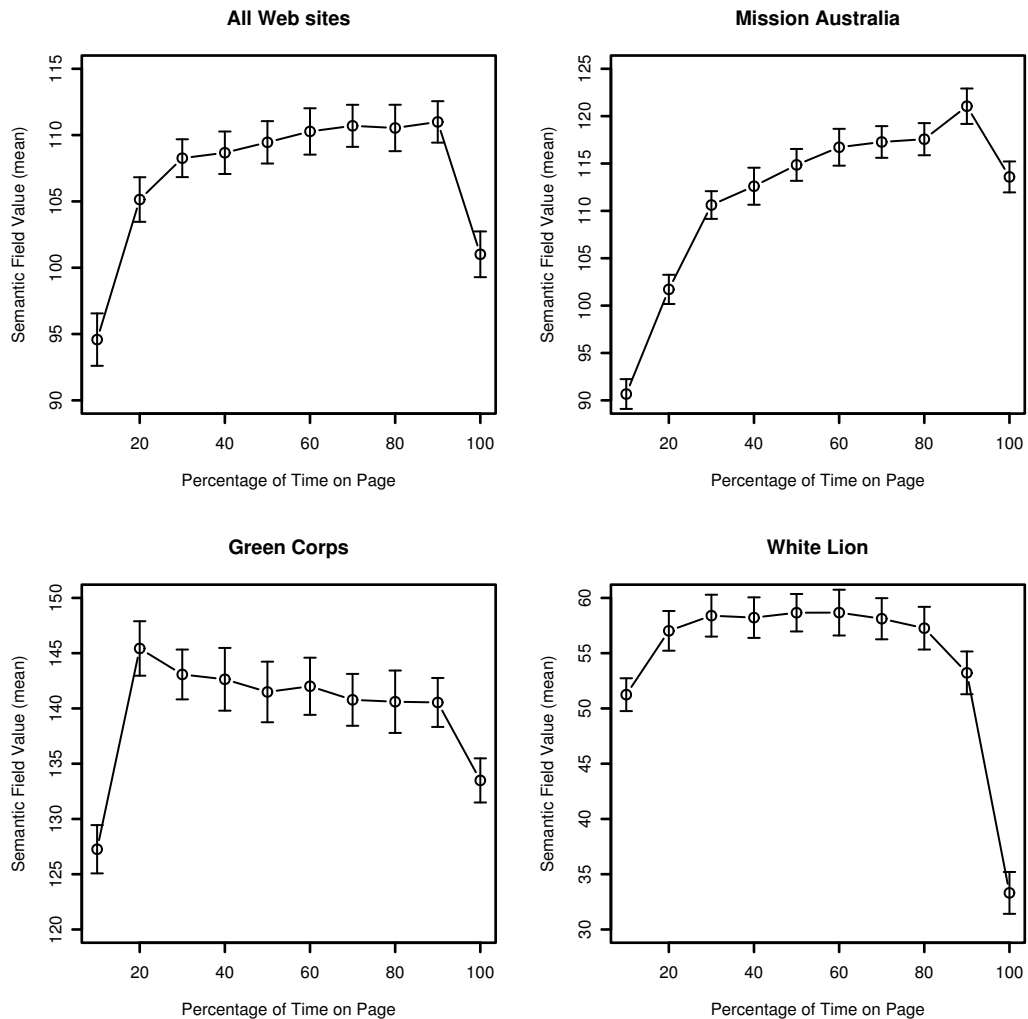 All Web sites
Semantic Field Value (mean)
115
110
105
100
95
90
20 40 60 80 100
Percentage of Time on Page
Mission Australia
Semantic Field Value (mean)
125
120
115
110
105
100
95
90
20 40 60 80 100
Percentage of Time on Page
Green Corps
Semantic Field Value (mean)
150
145
140
135
130
125
120
20 40 60 80 100
Percentage of Time on Page
White Lion
Semantic Field Value (mean)
60
55
50
45
40
35
30
20 40 60 80 100
Percentage of Time on Page